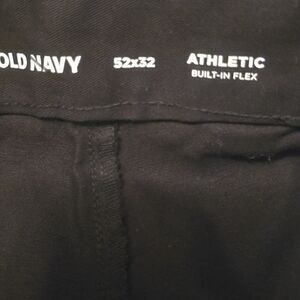 OLD NAVY 52x32 ATHLETIC
BUILT-IN FLEX